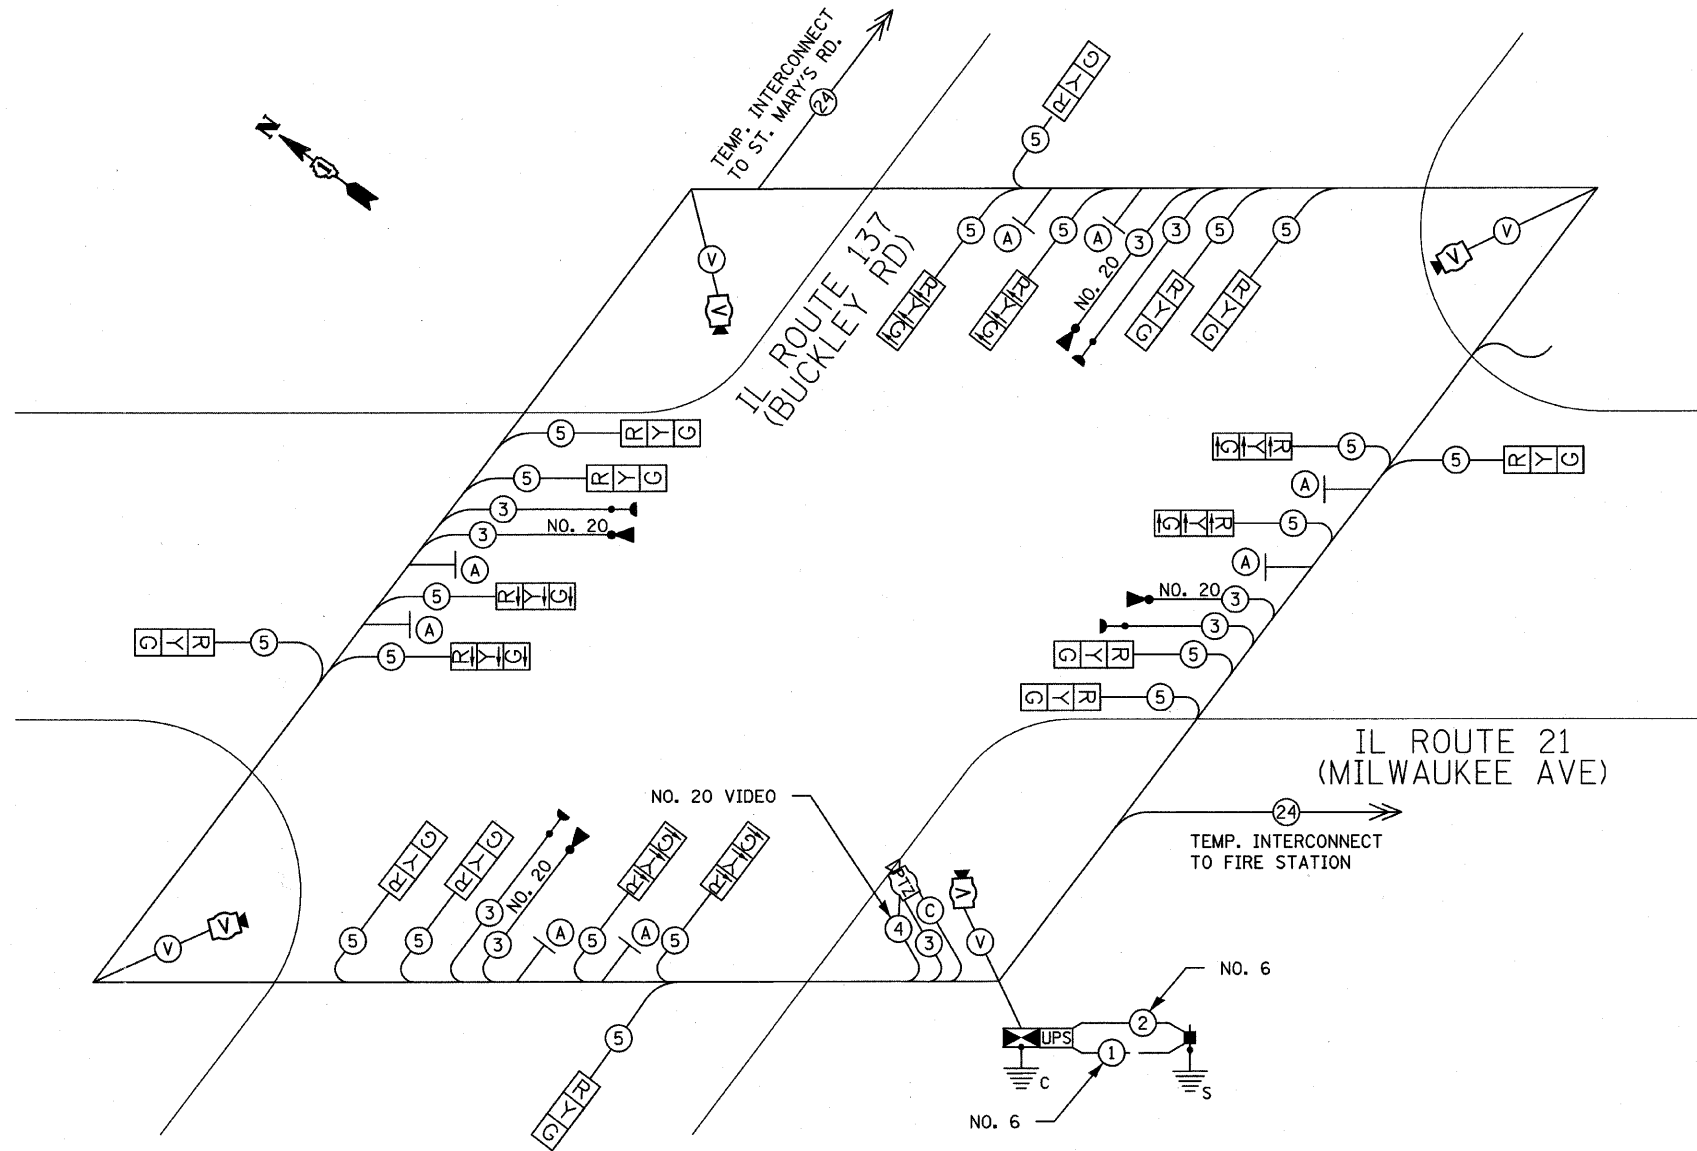 TEMP. INTERCONNECT
TO ST. MARY'S RD.
24
N
1
R Y G
5
V
V
V
V
IL ROUTE 137
(BUCKLEY RD)
5
A
5
A
3
NO. 20
3
5
5
R Y G
R Y G
R Y G
R Y G
5
R Y G
5
R Y G
3
3
NO. 20
A
5
R Y G
A
5
R Y G
R Y G
5
R Y G
5
5
R Y G
A
R Y G
5
A
NO. 20
3
3
R Y G
5
R Y G
5
IL ROUTE 21
(MILWAUKEE AVE)
24
TEMP. INTERCONNECT
TO FIRE STATION
NO. 20 VIDEO
R Y G
R Y G
NO. 20
R Y G
R Y G
5
5
3
3
A
5
A
5
PTZ
C
4
3
V
V
V
V
5
R Y G
NO. 6
2
UPS
1
C
S
NO. 6